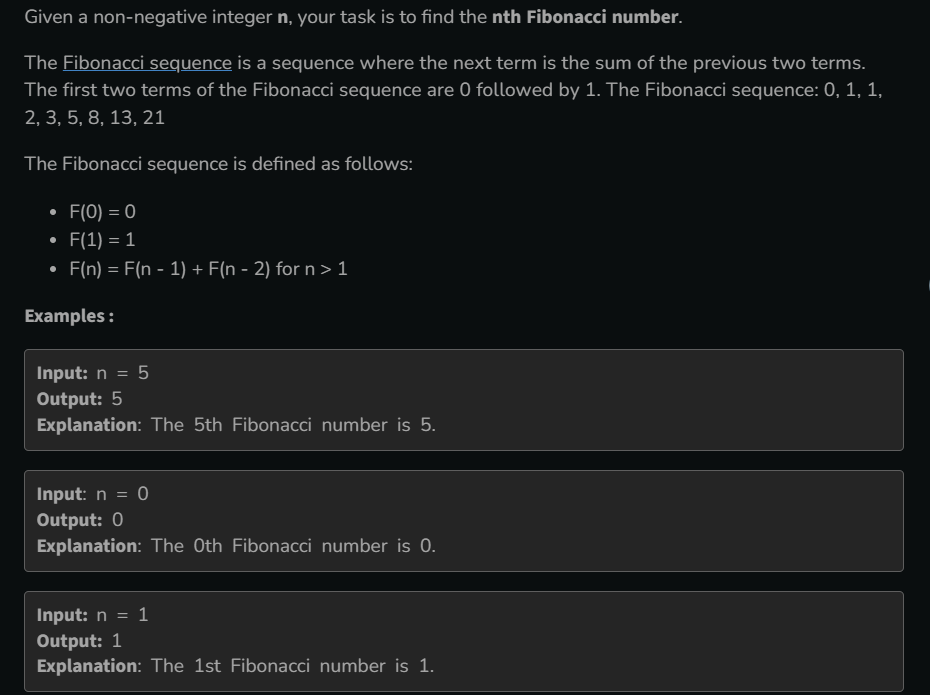 Given a non-negative integer n, your task is to find the nth Fibonacci number.
The Fibonacci sequence is a sequence where the next term is the sum of the previous two terms.
The first two terms of the Fibonacci sequence are 0 followed by 1. The Fibonacci sequence: 0, 1, 1,
2, 3, 5, 8, 13, 21
The Fibonacci sequence is defined as follows:
• F(0) = 0
• F(1) = 1
• F(n) = F(n - 1) + F(n - 2) for n > 1
Examples :
Input: n = 5
Output: 5
Explanation: The 5th Fibonacci number is 5.
Input: n = 0
Output: 0
Explanation: The 0th Fibonacci number is 0.
Input: n = 1
Output: 1
Explanation: The 1st Fibonacci number is 1.